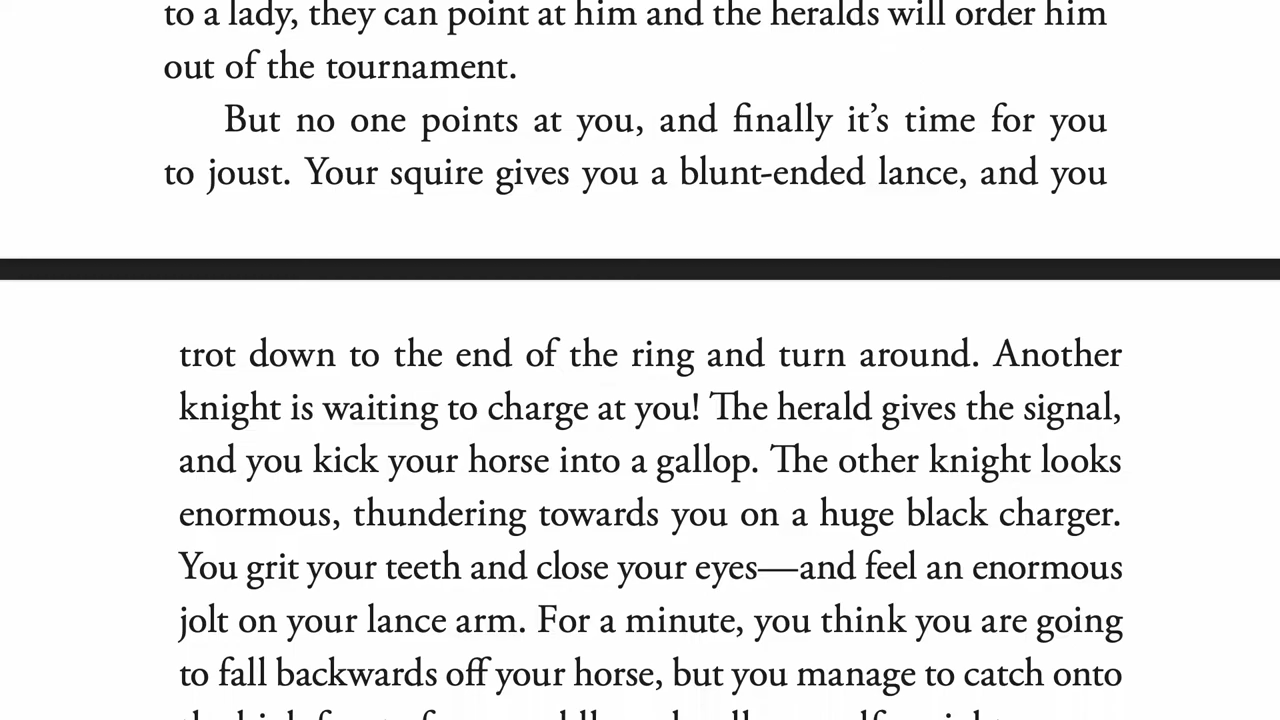 to a lady, they can point at him and the heralds will order him
out of the tournament.
But no one points at you, and finally it’s time for you
to joust. Your squire gives you a blunt-ended lance, and you
trot down to the end of the ring and turn around. Another
knight is waiting to charge at you! The herald gives the signal,
and you kick your horse into a gallop. The other knight looks
enormous, thundering towards you on a huge black charger.
You grit your teeth and close your eyes—and feel an enormous
jolt on your lance arm. For a minute, you think you are going
to fall backwards off your horse, but you manage to catch onto